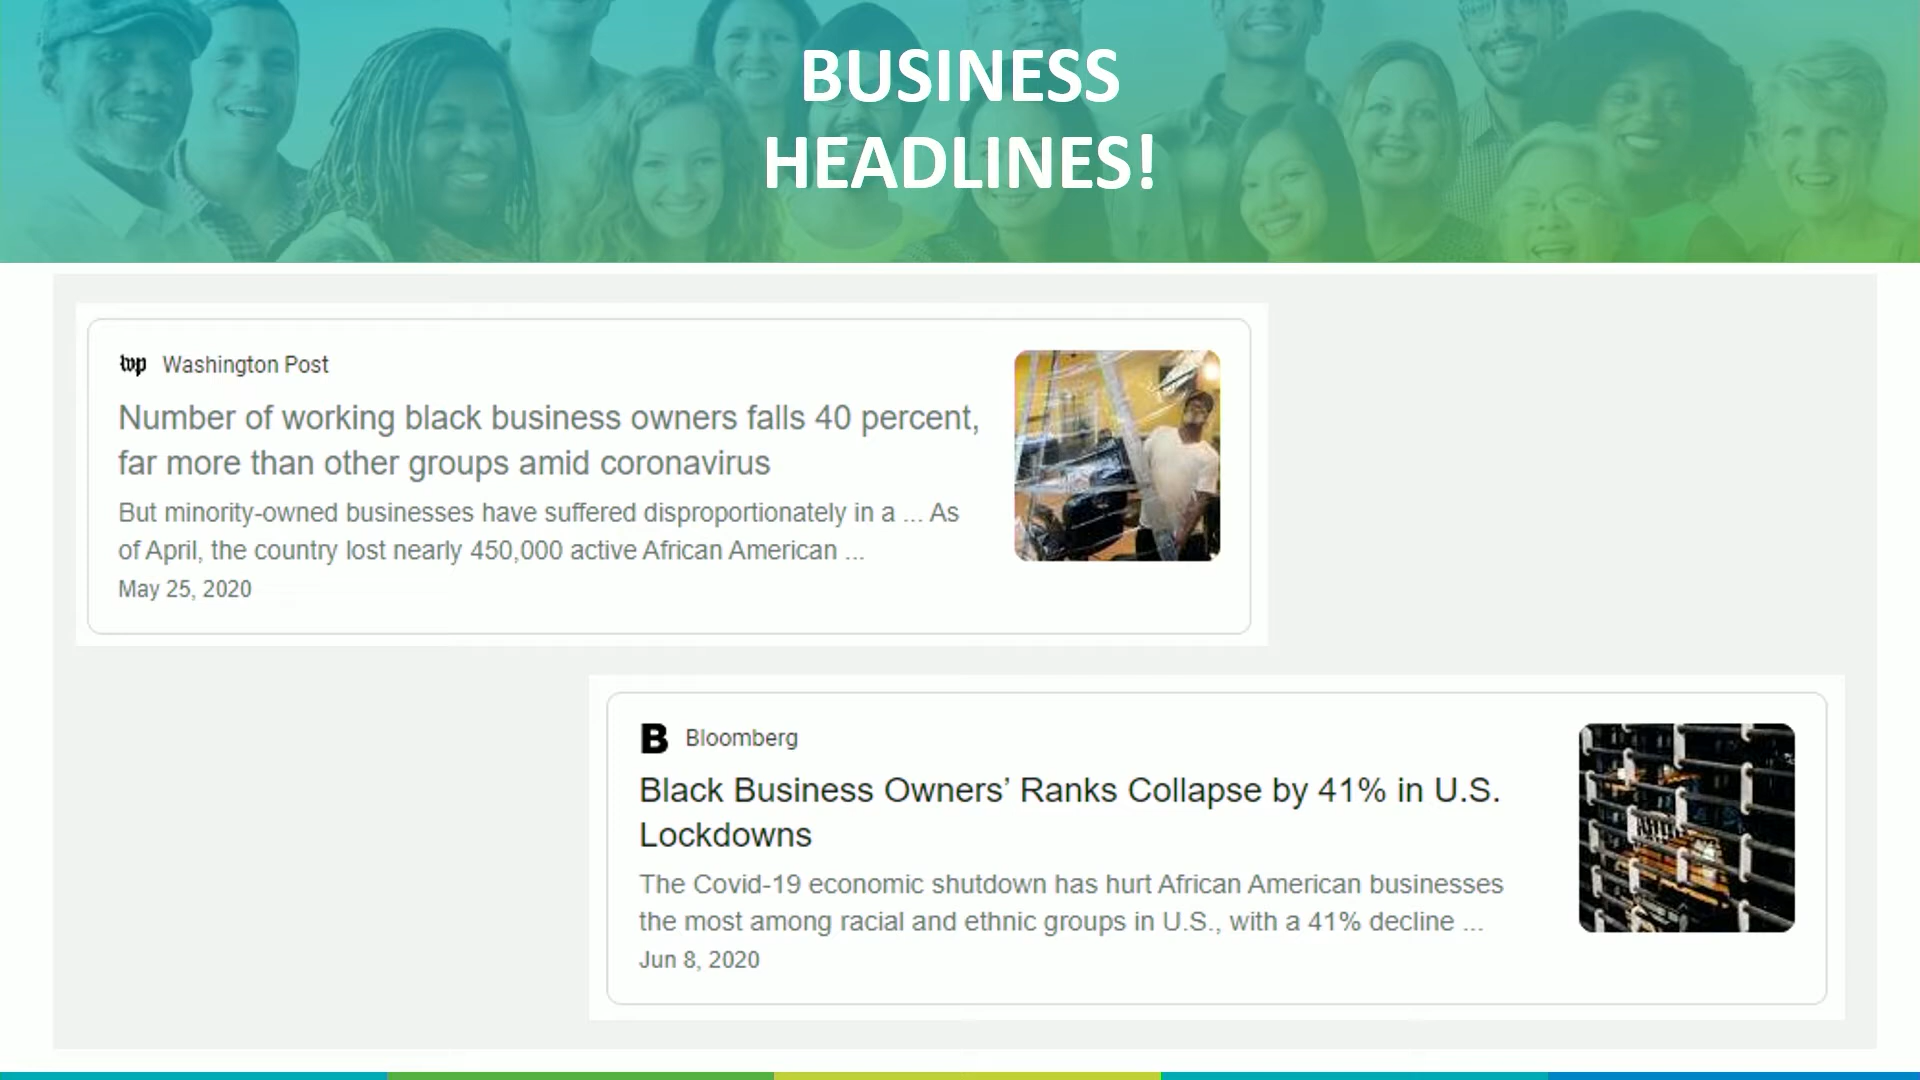 BUSINESS
HEADLINES!
wp Washington Post
Number of working black business owners falls 40 percent,
far more than other groups amid coronavirus
But minority-owned businesses have suffered disproportionately in a ... As
of April, the country lost nearly 450,000 active African American ...
May 25, 2020
B Bloomberg
Black Business Owners’ Ranks Collapse by 41% in U.S.
Lockdowns
The Covid-19 economic shutdown has hurt African American businesses
the most among racial and ethnic groups in U.S., with a 41% decline ...
Jun 8, 2020